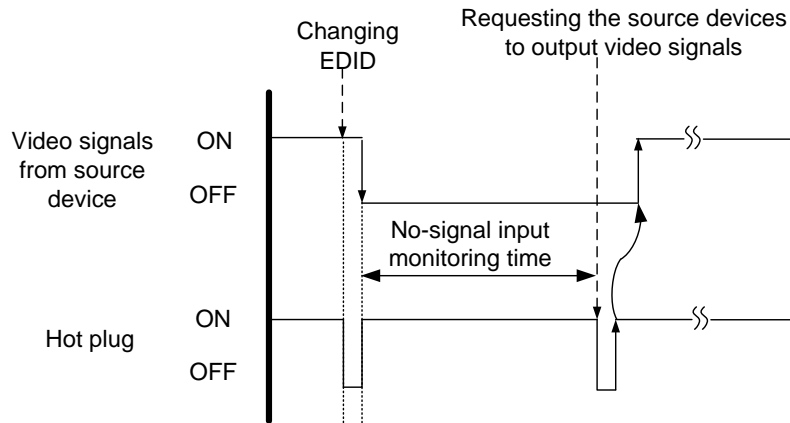 Changing
EDID
Requesting the source devices
to output video signals
Video signals
from source
device
ON
OFF
No-signal input
monitoring time
Hot plug
ON
OFF